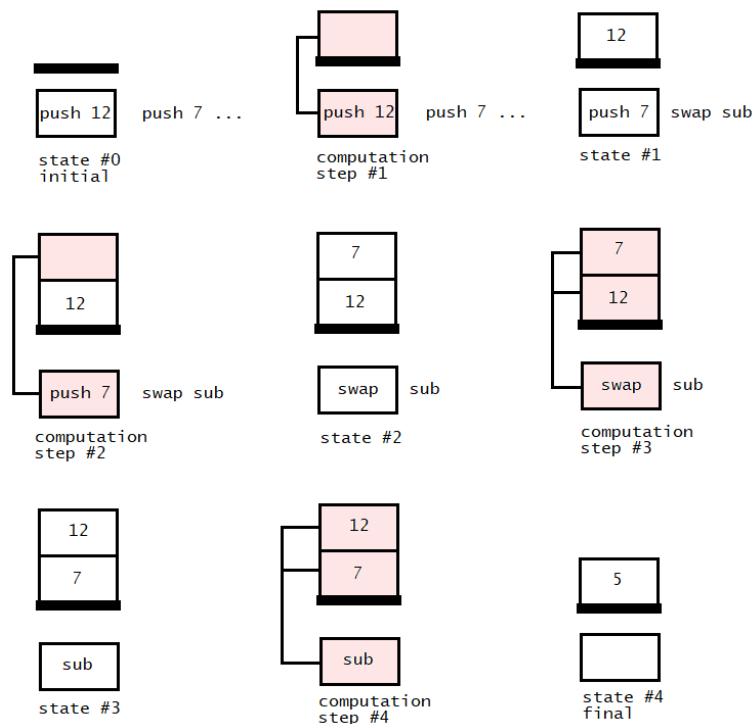 push 12 push 7 ...
state #0
initial
push 12 push 7 ...
computation
step #1
12
push 7 swap sub
state #1
12
push 7 swap sub
computation
step #2
7
12
swap sub
state #2
7
12
swap sub
computation
step #3
12
7
sub
state #3
12
7
sub
computation
step #4
5
state #4
final